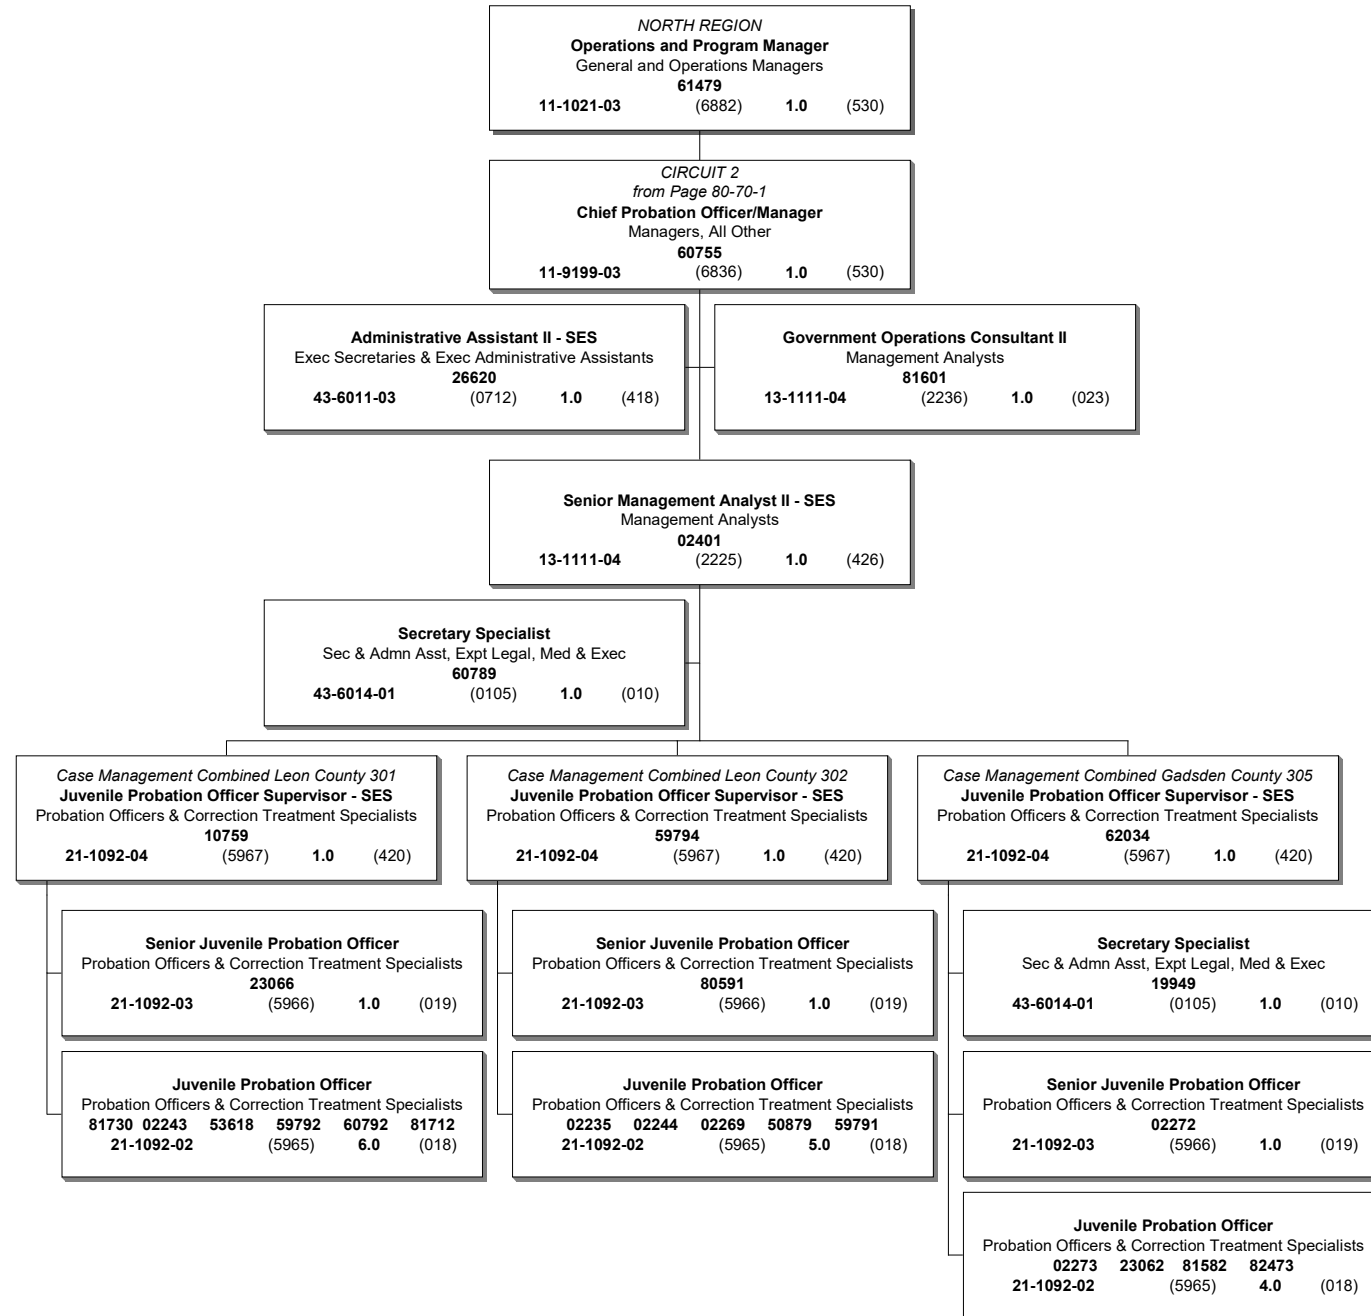 NORTH REGION
Operations and Program Manager
General and Operations Managers
61479
11-1021-03 (6882) 1.0 (530)
CIRCUIT 2
from Page 80-70-1
Chief Probation Officer/Manager
Managers, All Other
60755
11-9199-03 (6836) 1.0 (530)
Administrative Assistant II - SES
Exec Secretaries & Exec Administrative Assistants
26620
43-6011-03 (0712) 1.0 (418)
Government Operations Consultant II
Management Analysts
81601
13-1111-04 (2236) 1.0 (023)
Senior Management Analyst II - SES
Management Analysts
02401
13-1111-04 (2225) 1.0 (426)
Secretary Specialist
Sec & Admn Asst, Expt Legal, Med & Exec
60789
43-6014-01 (0105) 1.0 (010)
Case Management Combined Leon County 301
Juvenile Probation Officer Supervisor - SES
Probation Officers & Correction Treatment Specialists
10759
21-1092-04 (5967) 1.0 (420)
Senior Juvenile Probation Officer
Probation Officers & Correction Treatment Specialists
23066
21-1092-03 (5966) 1.0 (019)
Juvenile Probation Officer
Probation Officers & Correction Treatment Specialists
81730 02243 53618 59792 60792 81712
21-1092-02 (5965) 6.0 (018)
Case Management Combined Leon County 302
Juvenile Probation Officer Supervisor - SES
Probation Officers & Correction Treatment Specialists
59794
21-1092-04 (5967) 1.0 (420)
Senior Juvenile Probation Officer
Probation Officers & Correction Treatment Specialists
80591
21-1092-03 (5966) 1.0 (019)
Juvenile Probation Officer
Probation Officers & Correction Treatment Specialists
02235 02244 02269 50879 59791
21-1092-02 (5965) 5.0 (018)
Case Management Combined Gadsden County 305
Juvenile Probation Officer Supervisor - SES
Probation Officers & Correction Treatment Specialists
62034
21-1092-04 (5967) 1.0 (420)
Secretary Specialist
Sec & Admn Asst, Expt Legal, Med & Exec
19949
43-6014-01 (0105) 1.0 (010)
Senior Juvenile Probation Officer
Probation Officers & Correction Treatment Specialists
02272
21-1092-03 (5966) 1.0 (019)
Juvenile Probation Officer
Probation Officers & Correction Treatment Specialists
02273 23062 81582 82473
21-1092-02 (5965) 4.0 (018)